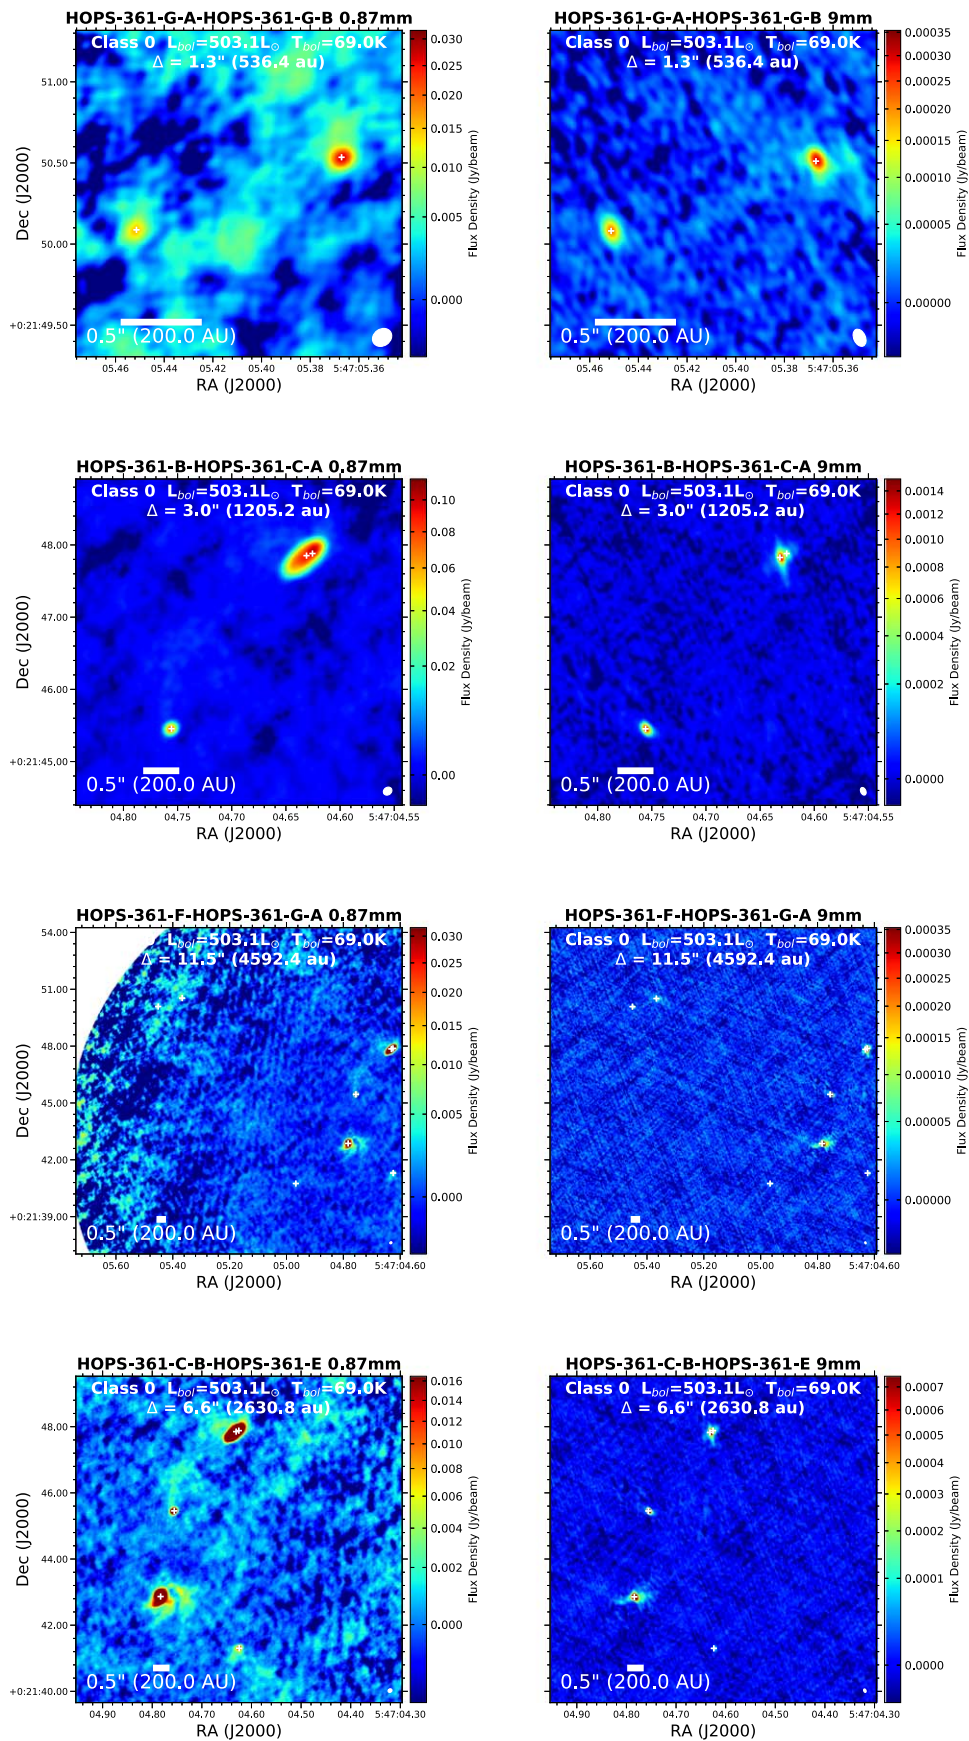 HOPS-361-G-A-HOPS-361-G-B 0.87mm
Class 0 L_bol=503.1L⊙ T_bol=69.0K
Δ = 1.3" (536.4 au)
51.00
50.50
50.00
+0:21:49.50
Dec (J2000)
0.5" (200.0 AU)
05.46 05.44 05.42 05.40 05.38 5:47:05.36
RA (J2000)
0.030
0.025
0.020
0.015
0.010
0.005
0.000
Flux Density (Jy/beam)
HOPS-361-G-A-HOPS-361-G-B 9mm
Class 0 L_bol=503.1L⊙ T_bol=69.0K
Δ = 1.3" (536.4 au)
0.5" (200.0 AU)
05.46 05.44 05.42 05.40 05.38 5:47:05.36
RA (J2000)
0.00035
0.00030
0.00025
0.00020
0.00015
0.00010
0.00005
0.00000
Flux Density (Jy/beam)
HOPS-361-B-HOPS-361-C-A 0.87mm
Class 0 L_bol=503.1L⊙ T_bol=69.0K
Δ = 3.0" (1205.2 au)
48.00
47.00
46.00
+0:21:45.00
Dec (J2000)
0.5" (200.0 AU)
04.80 04.75 04.70 04.65 04.60 5:47:04.55
RA (J2000)
0.10
0.08
0.06
0.04
0.02
0.00
Flux Density (Jy/beam)
HOPS-361-B-HOPS-361-C-A 9mm
Class 0 L_bol=503.1L⊙ T_bol=69.0K
Δ = 3.0" (1205.2 au)
0.5" (200.0 AU)
04.80 04.75 04.70 04.65 04.60 5:47:04.55
RA (J2000)
0.0014
0.0012
0.0010
0.0008
0.0006
0.0004
0.0002
0.0000
Flux Density (Jy/beam)
HOPS-361-F-HOPS-361-G-A 0.87mm
L_bol=503.1L⊙ T_bol=69.0K
Δ = 11.5" (4592.4 au)
54.00
51.00
48.00
45.00
42.00
+0:21:39.00
Dec (J2000)
0.5" (200.0 AU)
05.60 05.40 05.20 05.00 04.80 5:47:04.60
RA (J2000)
0.030
0.025
0.020
0.015
0.010
0.005
0.000
Flux Density (Jy/beam)
HOPS-361-F-HOPS-361-G-A 9mm
Class 0 L_bol=503.1L⊙ T_bol=69.0K
Δ = 11.5" (4592.4 au)
0.5" (200.0 AU)
05.60 05.40 05.20 05.00 04.80 5:47:04.60
RA (J2000)
0.00035
0.00030
0.00025
0.00020
0.00015
0.00010
0.00005
0.00000
Flux Density (Jy/beam)
HOPS-361-C-B-HOPS-361-E 0.87mm
Class 0 L_bol=503.1L⊙ T_bol=69.0K
Δ = 6.6" (2630.8 au)
48.00
46.00
44.00
42.00
+0:21:40.00
Dec (J2000)
0.5" (200.0 AU)
04.90 04.80 04.70 04.60 04.50 04.40 5:47:04.30
RA (J2000)
0.016
0.014
0.012
0.010
0.008
0.006
0.004
0.002
0.000
Flux Density (Jy/beam)
HOPS-361-C-B-HOPS-361-E 9mm
Class 0 L_bol=503.1L⊙ T_bol=69.0K
Δ = 6.6" (2630.8 au)
0.5" (200.0 AU)
04.90 04.80 04.70 04.60 04.50 04.40 5:47:04.30
RA (J2000)
0.0007
0.0006
0.0005
0.0004
0.0003
0.0002
0.0001
0.0000
Flux Density (Jy/beam)